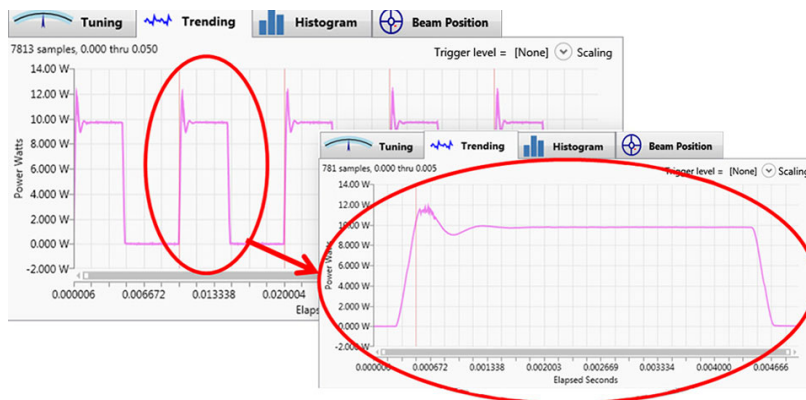 Tuning Trending Histogram Beam Position
7813 samples, 0.000 thru 0.050
Trigger level = [None] Scaling
14.00 W
12.00 W
10.00 W
8.000 W
6.000 W
4.000 W
2.000 W
0.000 W
-2.000 W
Power Watts
0.000006 0.006672 0.013338 0.020004
Elaps
Tuning Trending Histogram Beam Position
781 samples, 0.000 thru 0.005
Trigger level = [None] Scaling
14.00 W
12.00 W
10.00 W
8.000 W
6.000 W
4.000 W
2.000 W
0.000 W
-2.000 W
Power Watts
0.000006 0.000672 0.001338 0.002003 0.002669 0.003334 0.004000 0.004666
Elapsed Seconds